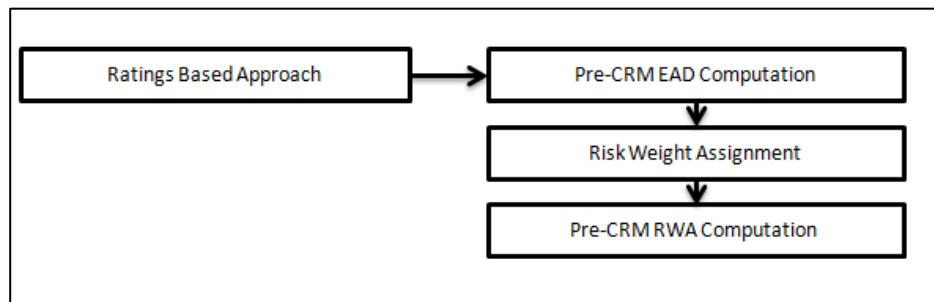 Ratings Based Approach
Pre-CRM EAD Computation
Risk Weight Assignment
Pre-CRM RWA Computation